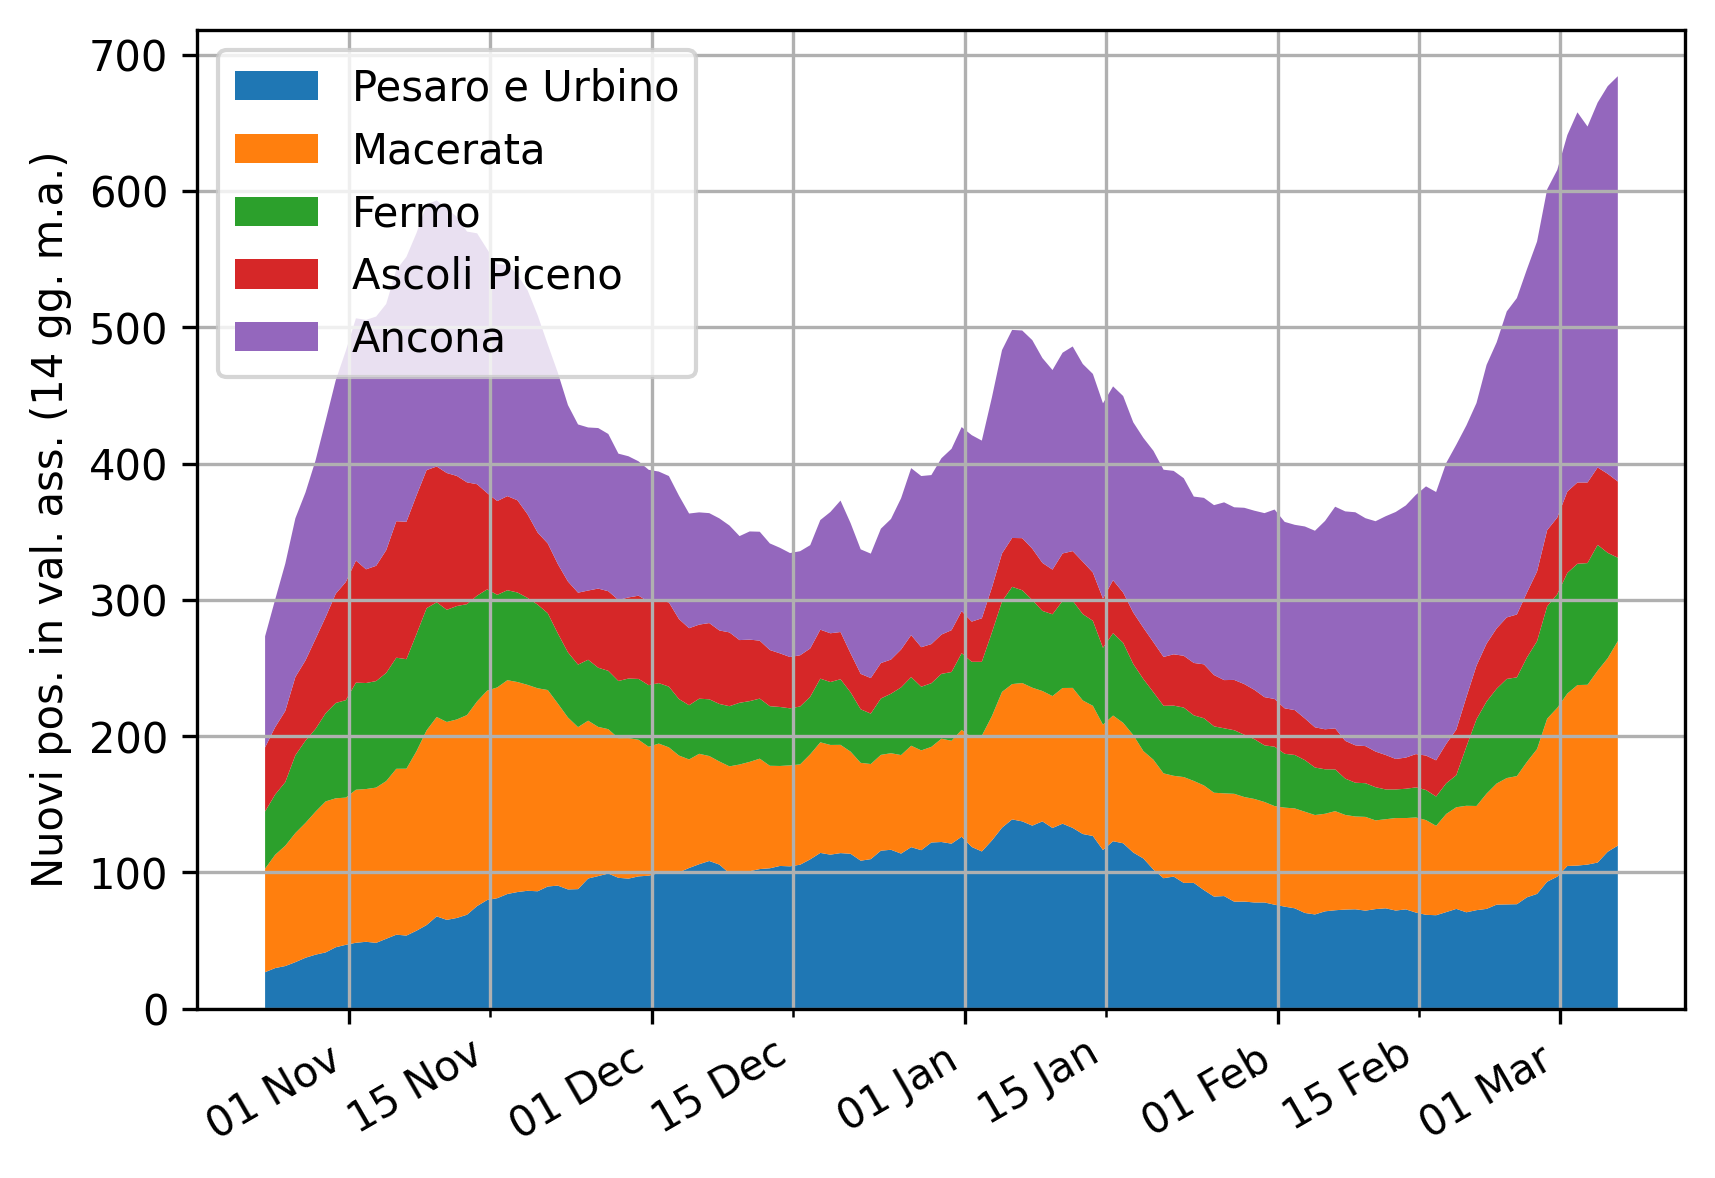 Nuovi pos. in val. ass. (14 gg. m.a.)
700
600
500
400
300
200
100
0
Pesaro e Urbino
Macerata
Fermo
Ascoli Piceno
Ancona
01 Nov
15 Nov
01 Dec
15 Dec
01 Jan
15 Jan
01 Feb
15 Feb
01 Mar